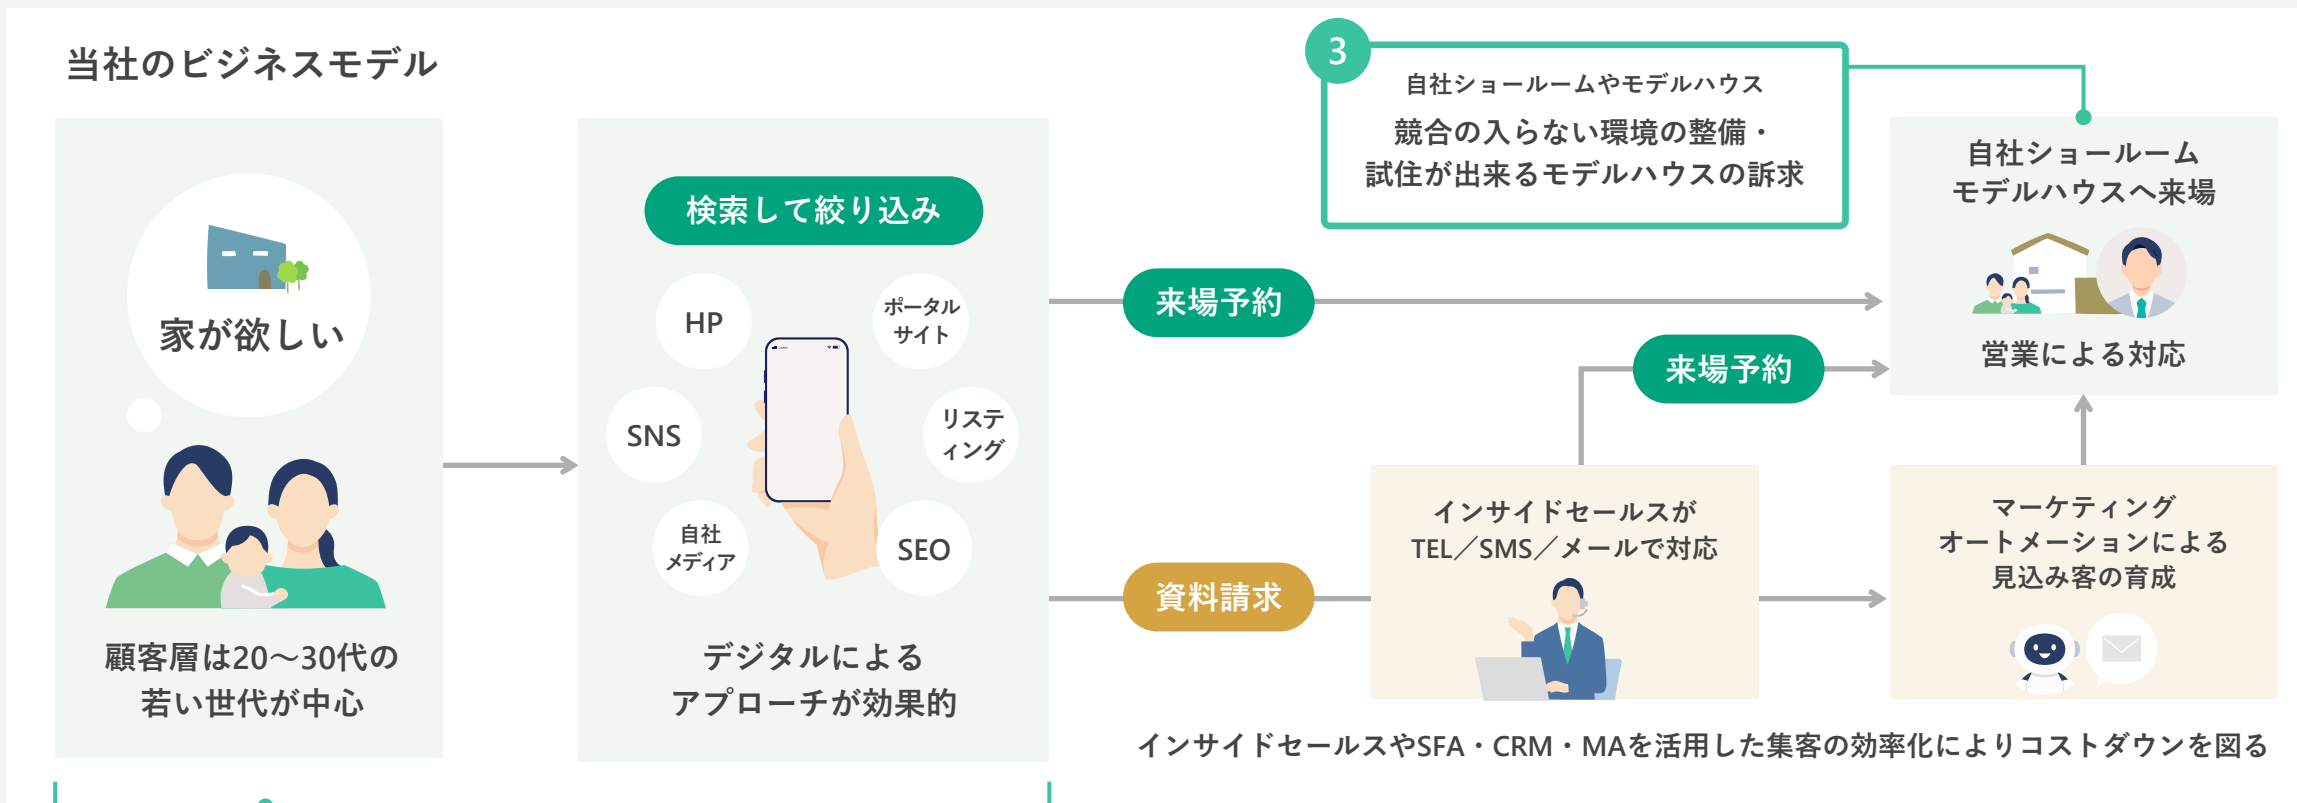 当社のビジネスモデル
家が欲しい
顧客層は20～30代の
若い世代が中心
検索して絞り込み
HP
ポータル
サイト
SNS
リスティ
ィング
自社
メディア
SEO
デジタルによる
アプローチが効果的
3
自社ショールームやモデルハウス
競合の入らない環境の整備・
試住が出来るモデルハウスの訴求
来場予約
来場予約
資料請求
自社ショールーム
モデルハウスへ来場
営業による対応
インサイドセールスが
TEL／SMS／メールで対応
マーケティング
オートメーションによる
見込み客の育成
インサイドセールスやSFA・CRM・MAを活用した集客の効率化によりコストダウンを図る